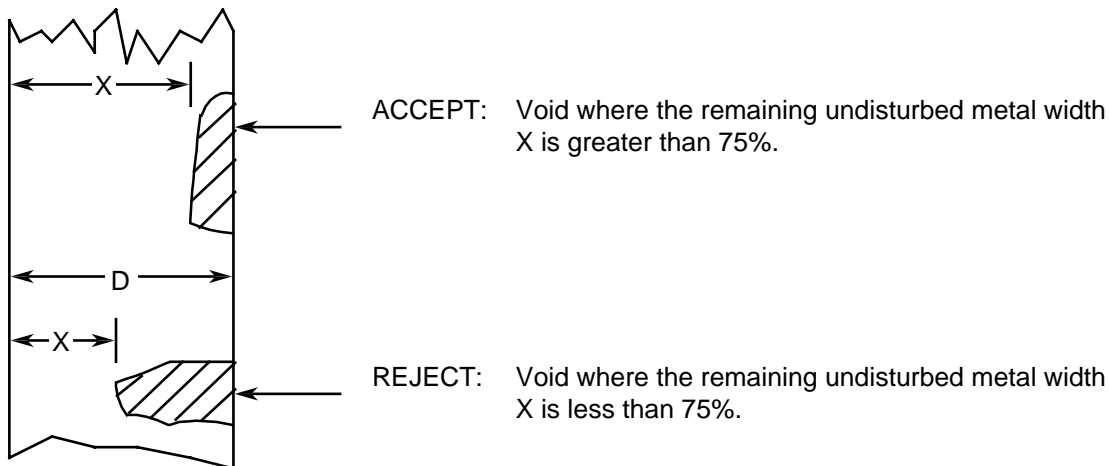 X
ACCEPT: Void where the remaining undisturbed metal width
X is greater than 75%.
D
X
REJECT: Void where the remaining undisturbed metal width
X is less than 75%.